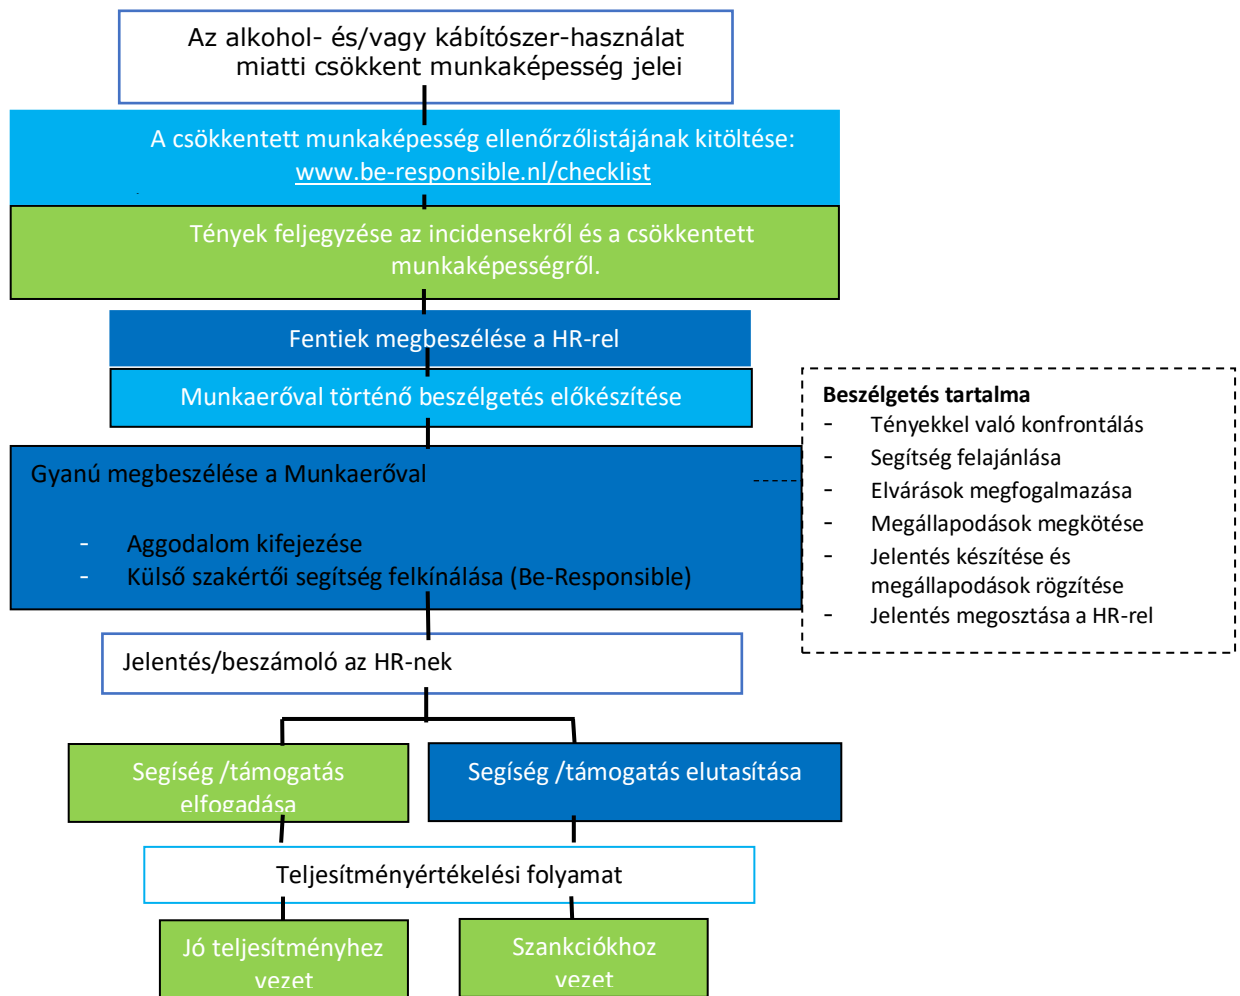 Az alkohol- és/vagy kábítószer-használat
miatti csökkent munkaképesség jelei
A csökkentett munkaképesség ellenőrzőlistájának kitöltése:
www.be-responsible.nl/checklist
Tények feljegyzése az incidensekről és a csökkentett
munkaképességről.
Fentiek megbeszélése a HR-rel
Munkaerőval történő beszélgetés előkészítése
Gyanú megbeszélése a Munkaerőval
- Aggodalom kifejezése
- Külső szakértői segítség felkínálása (Be-Responsible)
Beszélgetés tartalma
- Tényekkel való konfrontálás
- Segítség felajánlása
- Elvárások megfogalmazása
- Megállapodások megkötése
- Jelentés készítése és
megállapodások rögzítése
- Jelentés megosztása a HR-rel
Jelentés/beszámoló az HR-nek
Segíség /támogatás
elfogadása
Segíség /támogatás elutasítása
Teljesítményértékelési folyamat
Jó teljesítményhez
vezet
Szankciókhoz
vezet